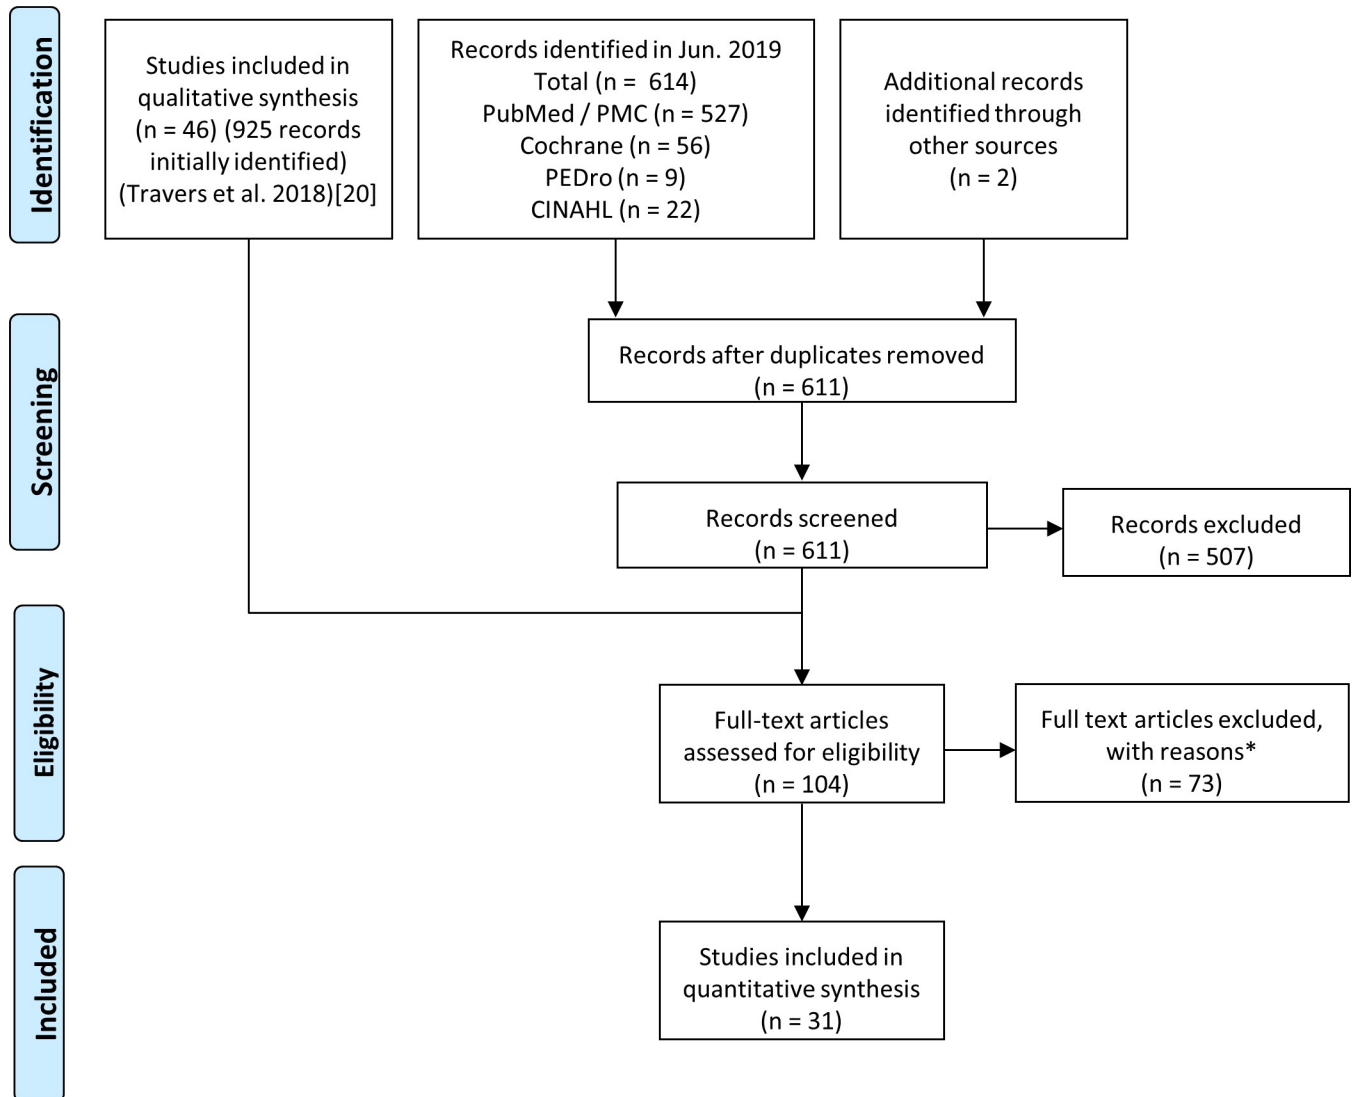 Identification
Studies included in
qualitative synthesis
(n = 46) (925 records
initially identified)
(Travers et al. 2018)[20]
Records identified in Jun. 2019
Total (n =  614)
PubMed / PMC (n = 527)
Cochrane (n = 56)
PEDro (n = 9)
CINAHL (n = 22)
Additional records
identified through
other sources
(n = 2)
Screening
Records after duplicates removed
(n = 611)
Records screened
(n = 611)
Records excluded
(n = 507)
Eligibility
Full-text articles
assessed for eligibility
(n = 104)
Full text articles excluded,
with reasons*
(n = 73)
Included
Studies included in
quantitative synthesis
(n = 31)